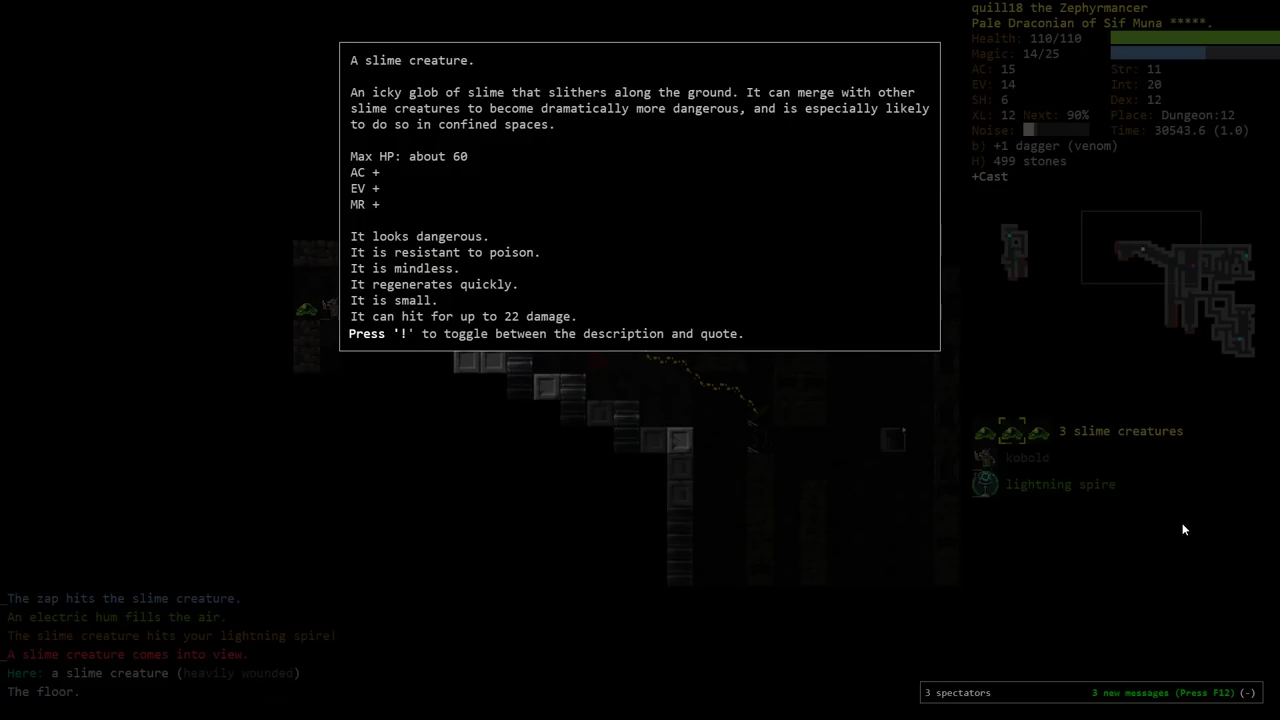 quill18 the Zephyrmancer
Pale Draconian of Sif Muna *****.
Health: 110/110
Magic: 14/25
AC: 15
Str: 11
EV: 14
Int: 20
SH: 6
Dex: 12
XL: 12 Next: 90%
Place: Dungeon:12
Noise:
Time: 30543.6 (1.0)
b) +1 dagger (venom)
H) 499 stones
+Cast
A slime creature.
An icky glob of slime that slithers along the ground. It can merge with other
slime creatures to become dramatically more dangerous, and is especially likely
to do so in confined spaces.
Max HP: about 60
AC +
EV +
MR +
It looks dangerous.
It is resistant to poison.
It is mindless.
It regenerates quickly.
It is small.
It can hit for up to 22 damage.
Press '!' to toggle between the description and quote.
3 slime creatures
kobold
lightning spire
_The zap hits the slime creature.
An electric hum fills the air.
The slime creature hits your lightning spire!
_A slime creature comes into view.
Here: a slime creature (heavily wounded)
The floor.
3 spectators
3 new messages (Press F12) (-)